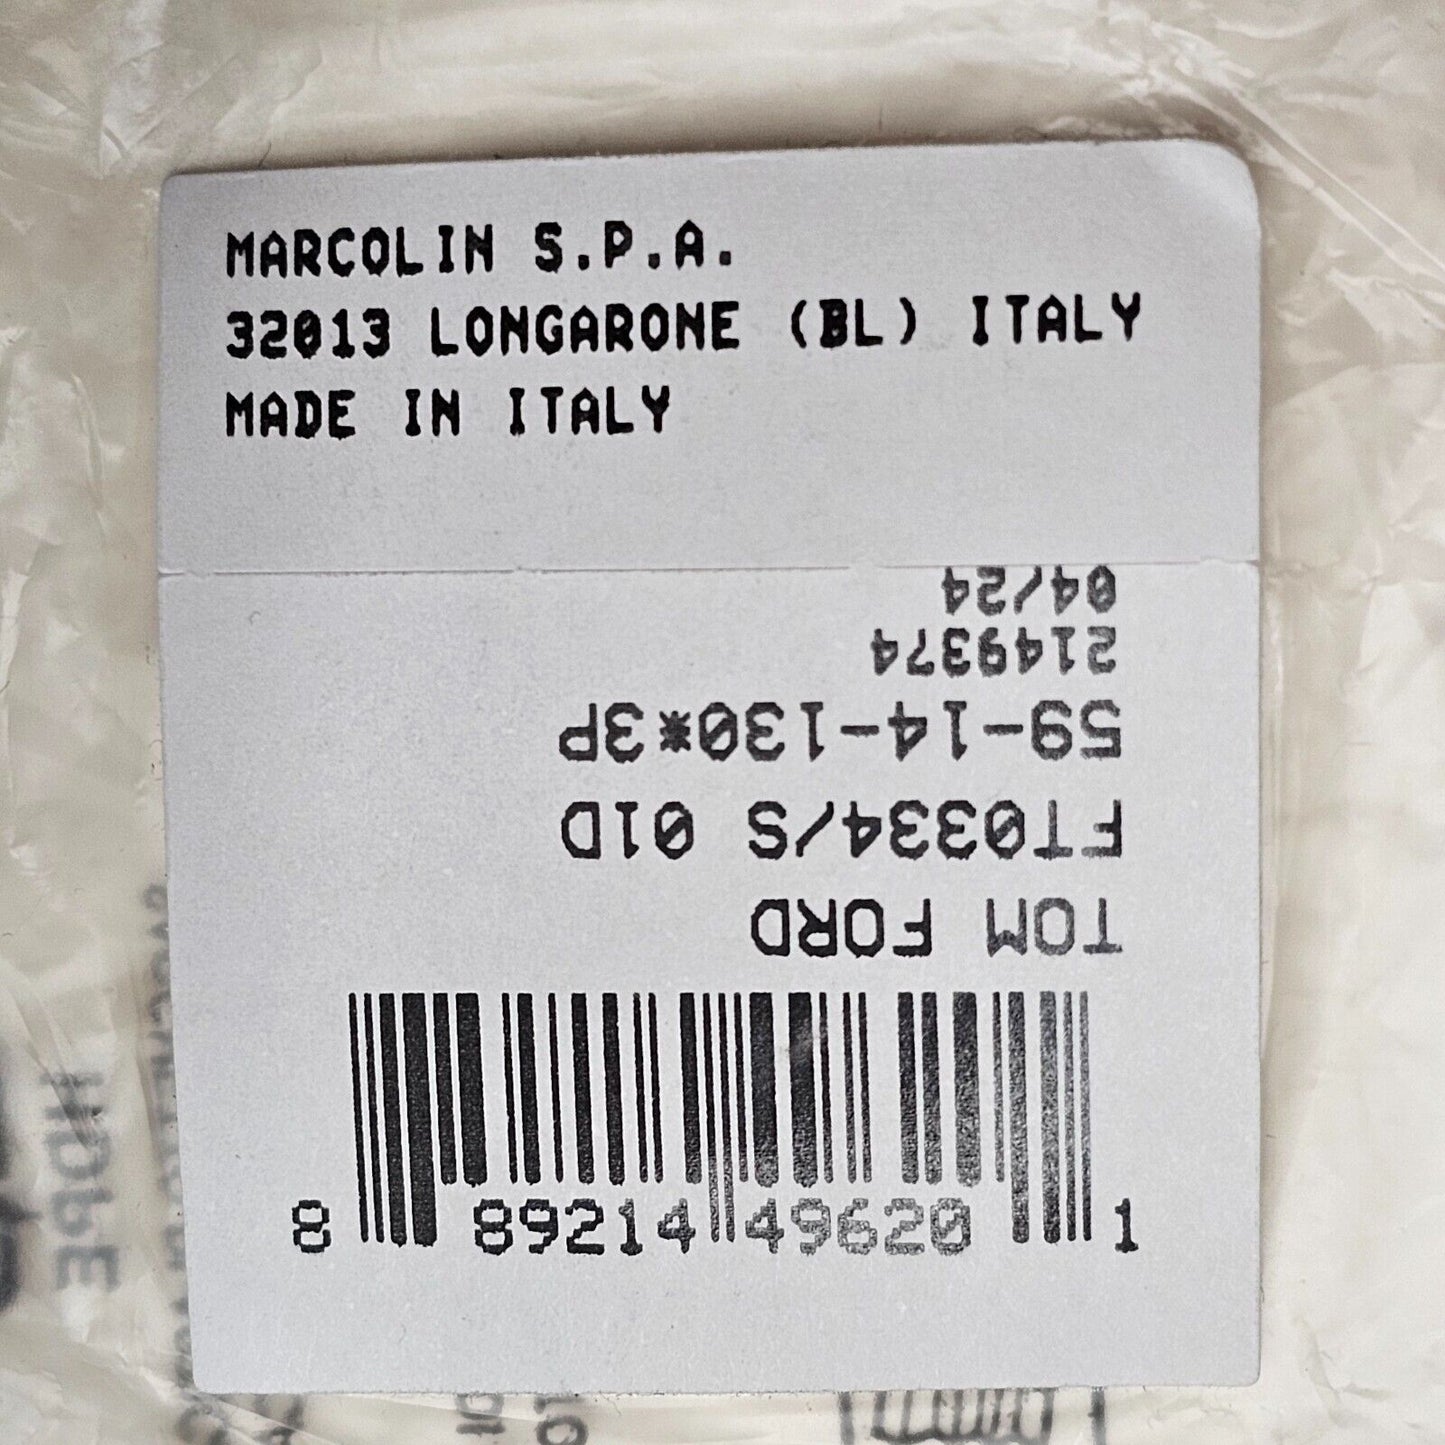 MARCOLIN S.P.A.
32013 LONGARONE (BL) ITALY
MADE IN ITALY
TOM FORD
FT0334/S 01D
59-14-130*3P
2149374
04/24
8 89214 49620 1
HDPE